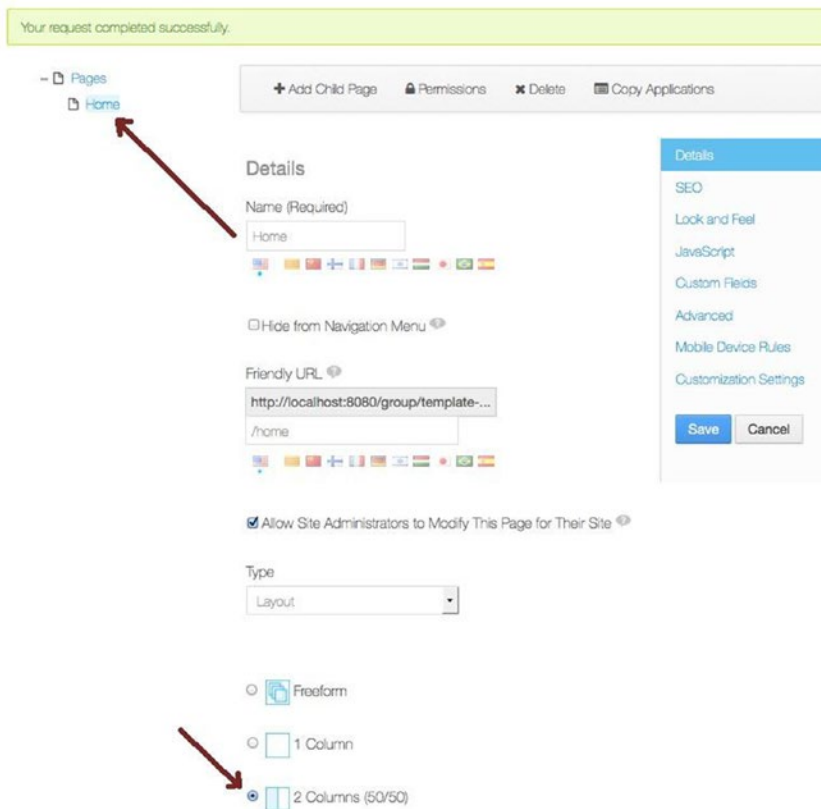 Your request completed successfully.
Pages
Home
Add Child Page Permissions Delete Copy Applications
Details
Name (Required)
Home
Hide from Navigation Menu
Friendly URL
http://localhost:8080/group/template-...
/home
Allow Site Administrators to Modify This Page for Their Site
Type
Layout
Freeform
1 Column
2 Columns (50/50)
Details
SEO
Look and Feel
JavaScript
Custom Fields
Advanced
Mobile Device Rules
Customization Settings
Save Cancel